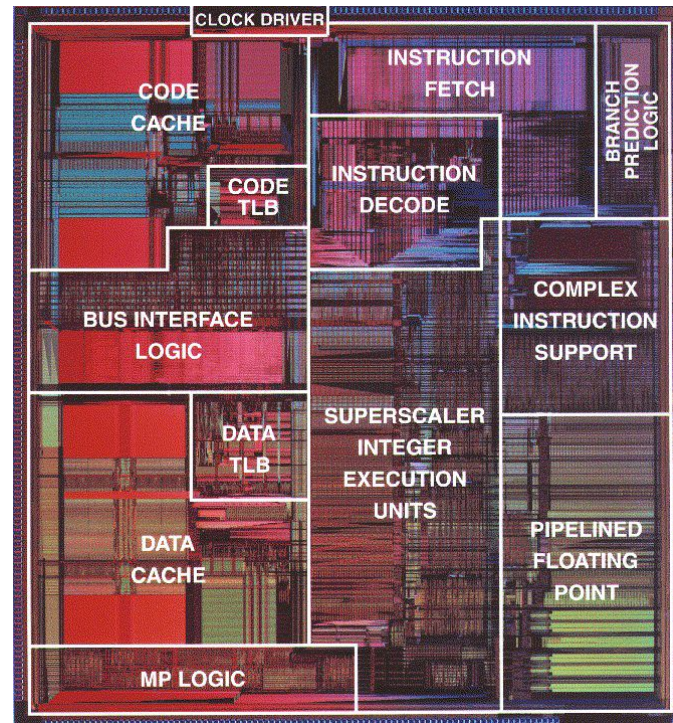 CLOCK DRIVER
CODE
CACHE
INSTRUCTION
FETCH
BRANCH
PREDICTION
LOGIC
CODE
TLB
INSTRUCTION
DECODE
BUS INTERFACE
LOGIC
COMPLEX
INSTRUCTION
SUPPORT
DATA
TLB
SUPERSCALER
INTEGER
EXECUTION
UNITS
DATA
CACHE
PIPELINED
FLOATING
POINT
MP LOGIC